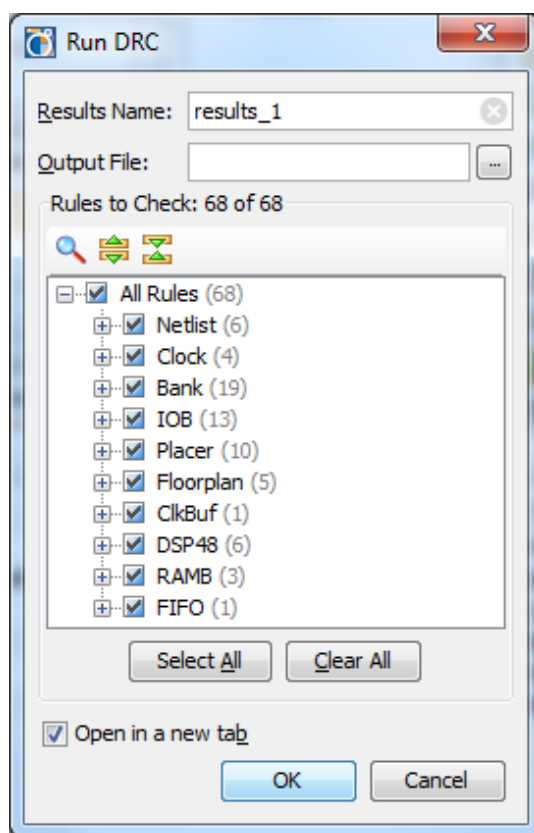 Run DRC
Results Name: results_1
Output File: ...
Rules to Check: 68 of 68
All Rules (68)
Netlist (6)
Clock (4)
Bank (19)
IOB (13)
Placer (10)
Floorplan (5)
ClkBuf (1)
DSP48 (6)
RAMB (3)
FIFO (1)
Select All Clear All
Open in a new tab
OK Cancel